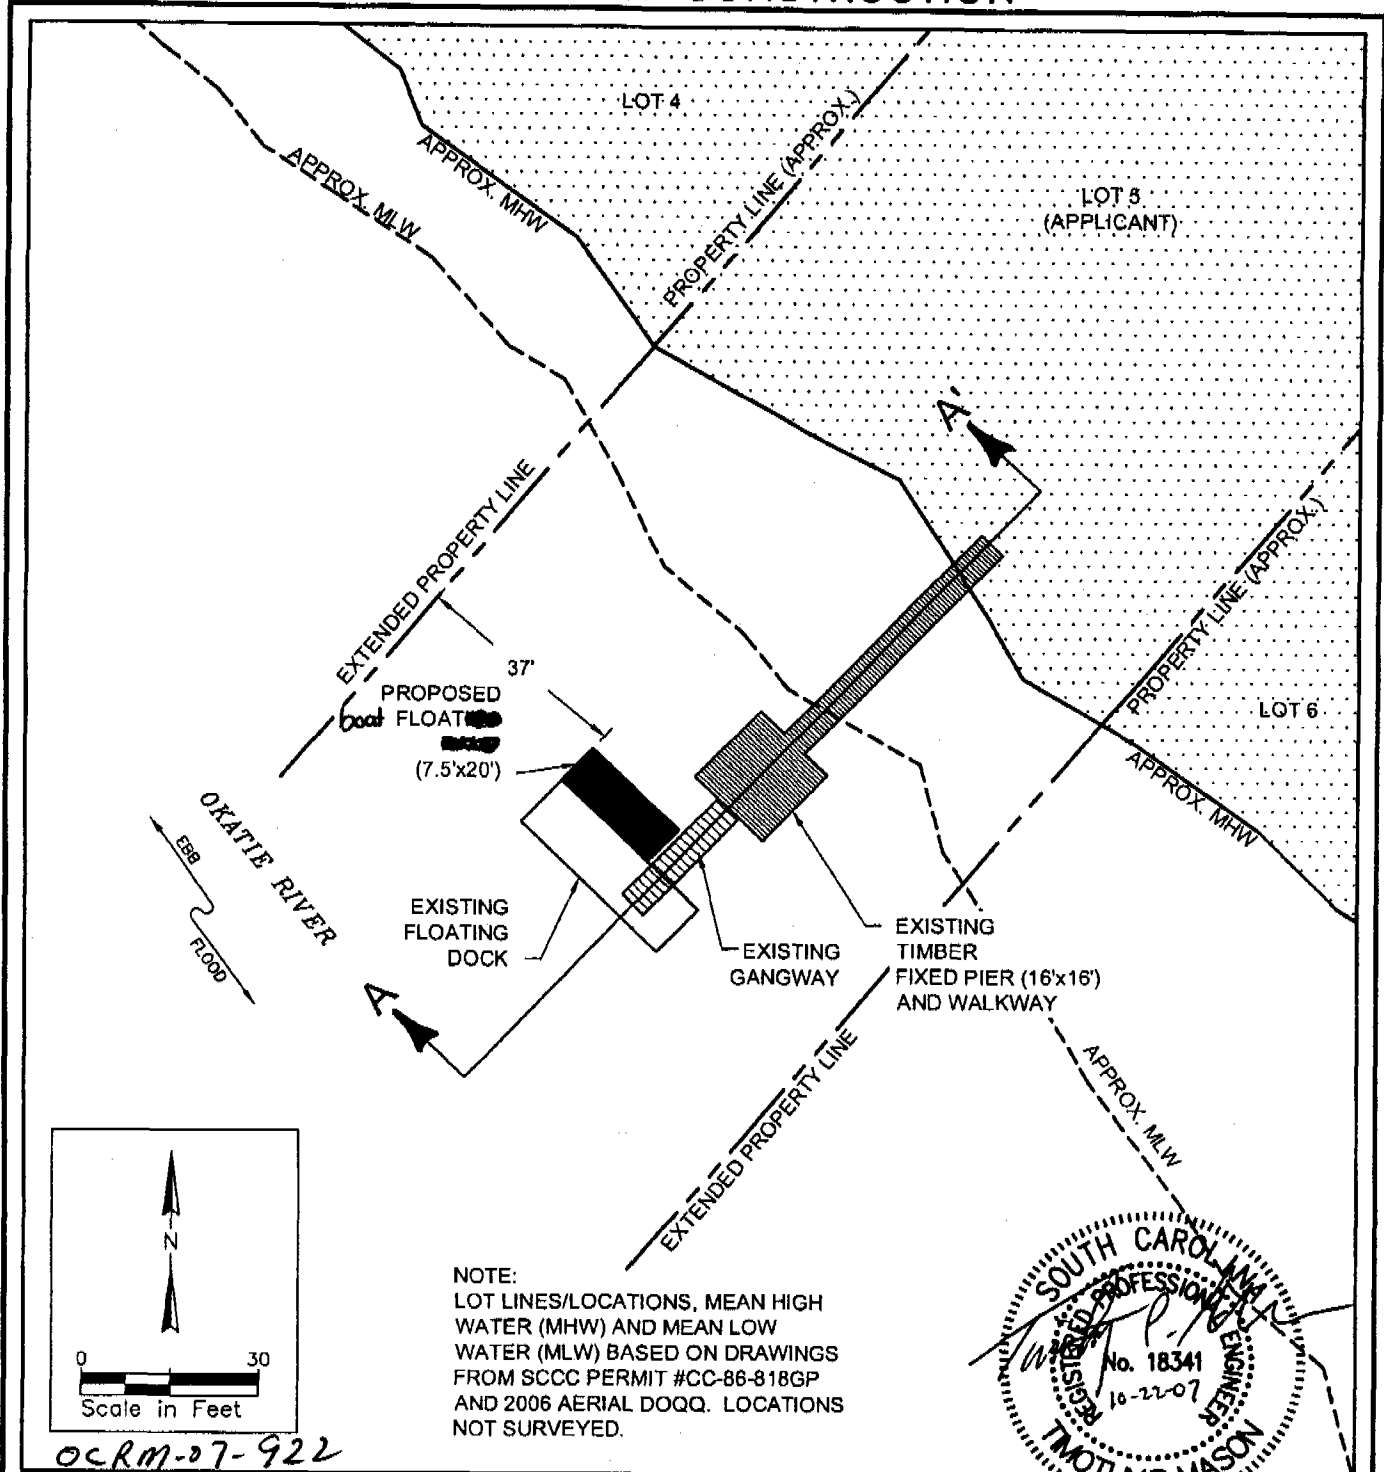 LOT 4
APPROX. MHW
APPROX. MLW
PROPERTY LINE (APPROX.)
LOT 5
(APPLICANT)
A'
EXTENDED PROPERTY LINE
37'
PROPOSED
boat FLOAT
(7.5'x20')
PROPERTY LINE (APPROX.)
LOT 6
APPROX. MHW
OKATIE RIVER
EBB
FLOOD
EXISTING
FLOATING
DOCK
EXISTING
GANGWAY
EXISTING
TIMBER
FIXED PIER (16'x16')
AND WALKWAY
A
EXTENDED PROPERTY LINE
APPROX. MLW
N
0 30
Scale in Feet
NOTE:
LOT LINES/LOCATIONS, MEAN HIGH
WATER (MHW) AND MEAN LOW
WATER (MLW) BASED ON DRAWINGS
FROM SCCC PERMIT #CC-86-818GP
AND 2006 AERIAL DOQQ. LOCATIONS
NOT SURVEYED.
SOUTH CAROLINA
REGISTERED PROFESSIONAL ENGINEER
No. 18341
10-22-07
MASON
OCRM-07-922